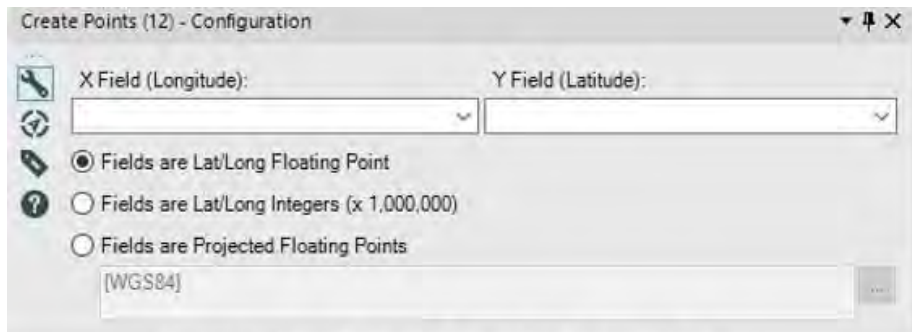 Create Points (12) - Configuration
X Field (Longitude): Y Field (Latitude):
Fields are Lat/Long Floating Point
Fields are Lat/Long Integers (x 1,000,000)
Fields are Projected Floating Points
[WGS84]
...